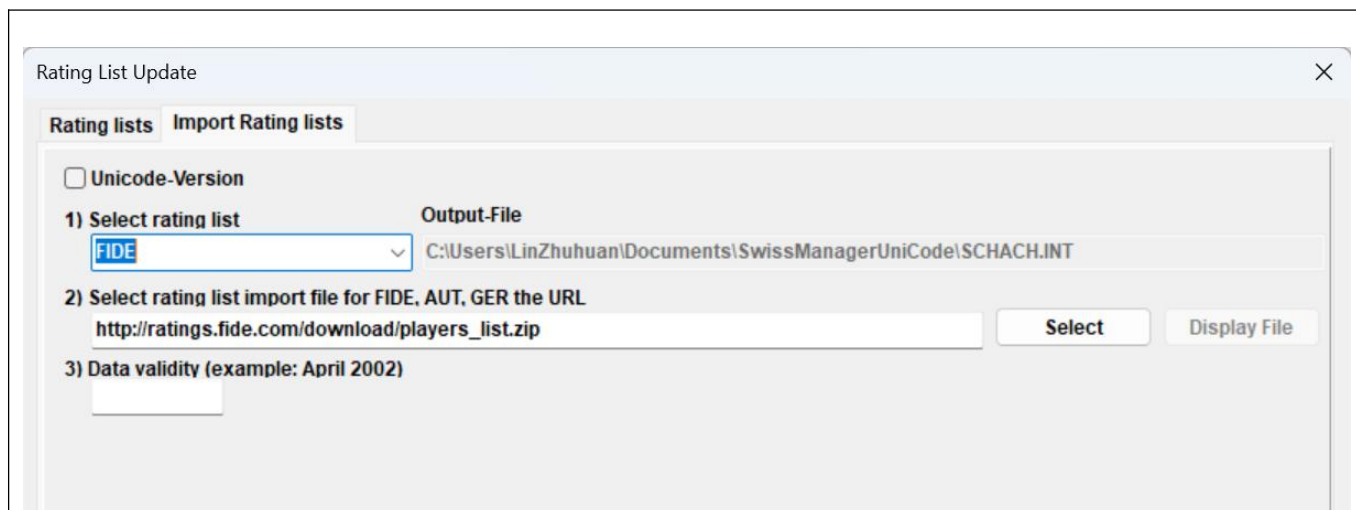 Rating List Update
Rating lists Import Rating lists
Unicode-Version
1) Select rating list Output-File
FIDE C:\Users\LinZhuhuan\Documents\SwissManagerUniCode\SCHACH.INT
2) Select rating list import file for FIDE, AUT, GER the URL
http://ratings.fide.com/download/players_list.zip Select Display File
3) Data validity (example: April 2002)